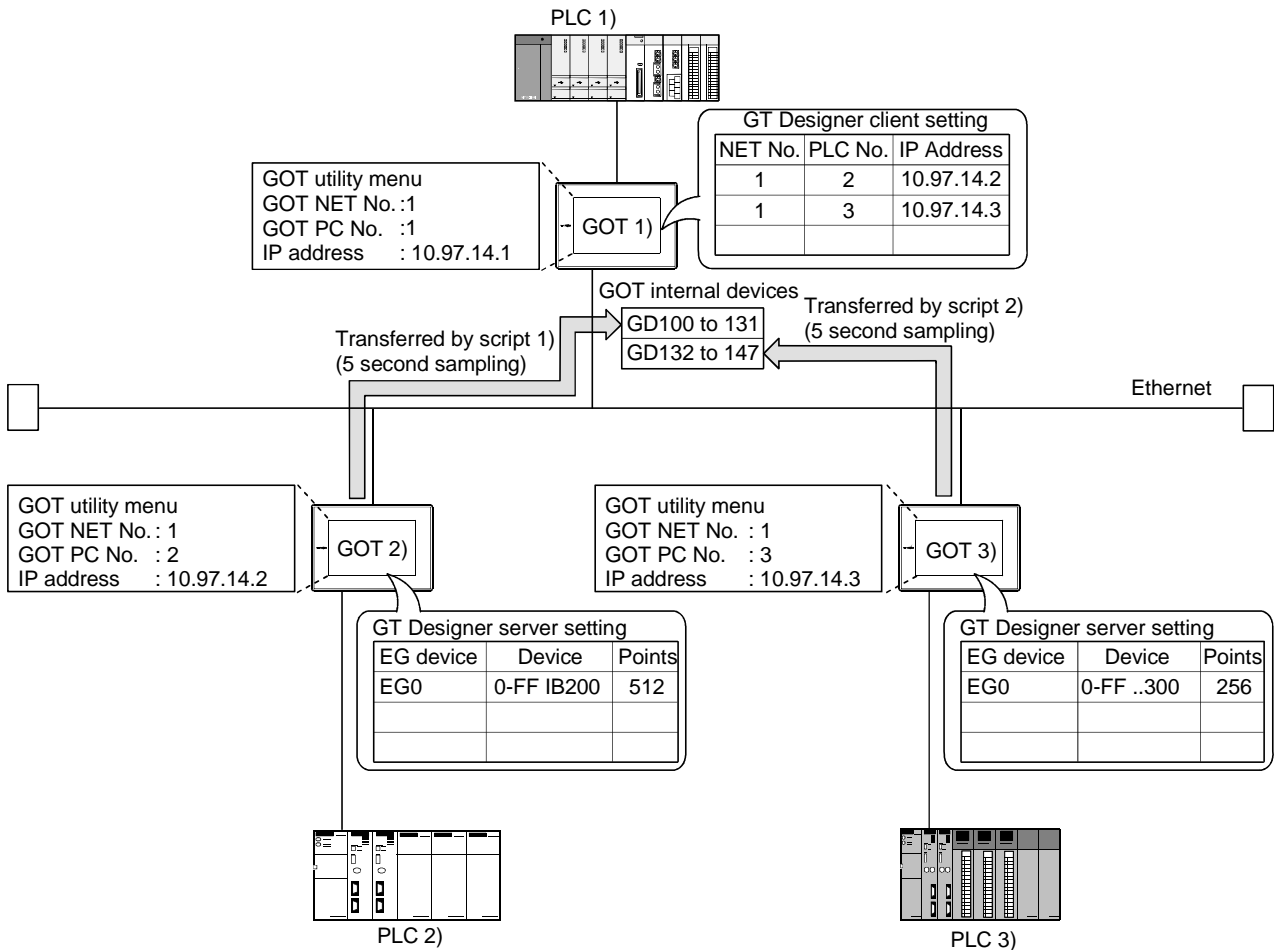 PLC 1)
GT Designer client setting
NET No. PLC No. IP Address
1 2 10.97.14.2
1 3 10.97.14.3
GOT utility menu
GOT NET No. :1
GOT PC No. :1
IP address : 10.97.14.1
GOT 1)
GOT internal devices
GD100 to 131
GD132 to 147
Transferred by script 1)
(5 second sampling)
Transferred by script 2)
(5 second sampling)
Ethernet
GOT utility menu
GOT NET No. : 1
GOT PC No. : 2
IP address : 10.97.14.2
GOT 2)
GT Designer server setting
EG device Device Points
EG0 0-FF IB200 512
GOT utility menu
GOT NET No. : 1
GOT PC No. : 3
IP address : 10.97.14.3
GOT 3)
GT Designer server setting
EG device Device Points
EG0 0-FF ..300 256
PLC 2)
PLC 3)